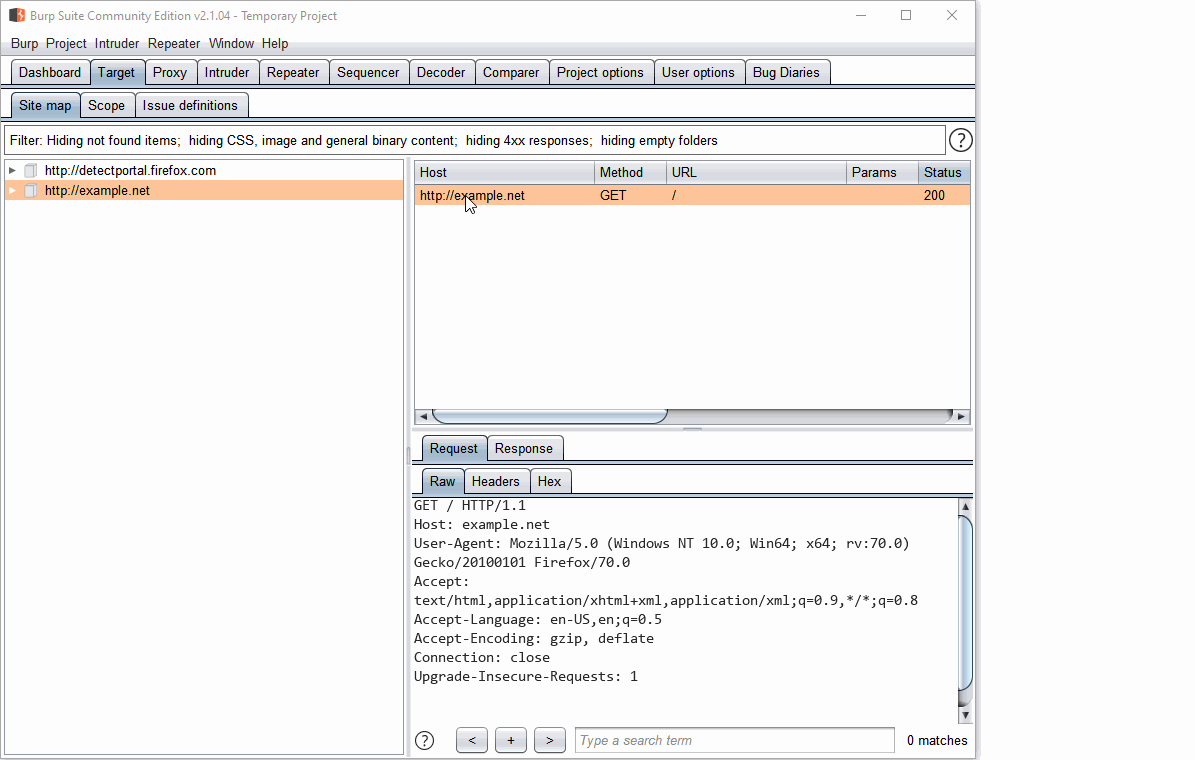 Burp Suite Community Edition v2.1.04 - Temporary Project
Burp Project Intruder Repeater Window Help
Dashboard Target Proxy Intruder Repeater Sequencer Decoder Comparer Project options User options Bug Diaries
Site map Scope Issue definitions
Filter: Hiding not found items; hiding CSS, image and general binary content; hiding 4xx responses; hiding empty folders ?
http://detectportal.firefox.com
http://example.net
Host Method URL Params Status
http://example.net GET / 200
Request Response
Raw Headers Hex
GET / HTTP/1.1
Host: example.net
User-Agent: Mozilla/5.0 (Windows NT 10.0; Win64; x64; rv:70.0)
Gecko/20100101 Firefox/70.0
Accept:
text/html,application/xhtml+xml,application/xml;q=0.9,*/*;q=0.8
Accept-Language: en-US,en;q=0.5
Accept-Encoding: gzip, deflate
Connection: close
Upgrade-Insecure-Requests: 1
? < + > Type a search term 0 matches